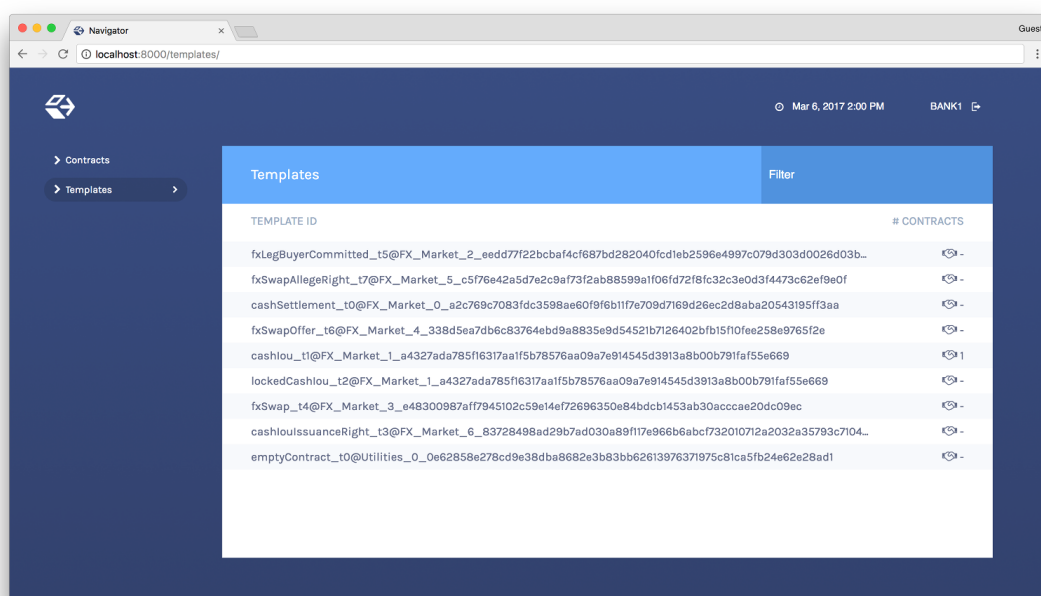 Navigator
Guest
localhost:8000/templates/
Mar 6, 2017 2:00 PM
BANK1
Contracts
Templates
Templates
Filter
TEMPLATE ID
# CONTRACTS
fxLegBuyerCommitted_t5@FX_Market_2_eedd77f22bcbaf4cf687bd282040fcd1eb2596e4997c079d303d0026d03b... -
fxSwapAllegeRight_t7@FX_Market_5_c5f76e42a5d7e2c9af73f2ab88599a1f06fd72f8fc32c3e0d3f4473c62ef9e0f -
cashSettlement_t0@FX_Market_0_a2c769c7083fdc3598ae60f9f6b11f7e709d7169d26ec2d8aba20543195ff3aa -
fxSwapOffer_t6@FX_Market_4_338d5ea7db6c83764ebd9a8835e9d54521b7126402bfb15f10fee258e9765f2e -
cashIou_t1@FX_Market_1_a4327ada785f16317aa1f5b78576aa09a7e914545d3913a8b00b791faf55e669 1
lockedCashIou_t2@FX_Market_1_a4327ada785f16317aa1f5b78576aa09a7e914545d3913a8b00b791faf55e669 -
fxSwap_t4@FX_Market_3_e48300987aff7945102c59e14ef72696350e84bdcb1453ab30acccae20dc09ec -
cashIouIssuanceRight_t3@FX_Market_6_83728498ad29b7ad030a89f117e966b6abcf732010712a2032a35793c7104... -
emptyContract_t0@Utilities_0_0e62858e278cd9e38dba8682e3b83bb62613976371975c81ca5fb24e62e28ad1 -